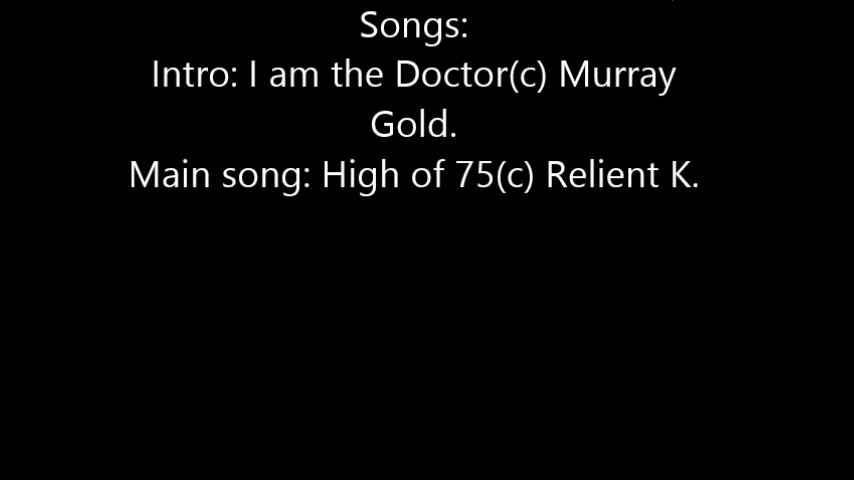 Songs:
Intro: I am the Doctor(c) Murray
Gold.
Main song: High of 75(c) Relient K.